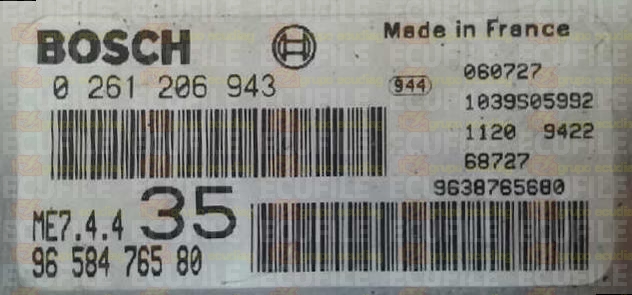 BOSCH
Made in France
0 261 206 943
944
060727
1039S05992
1120 9422
68727
9638765680
ME7.4.4 35
96 584 765 80